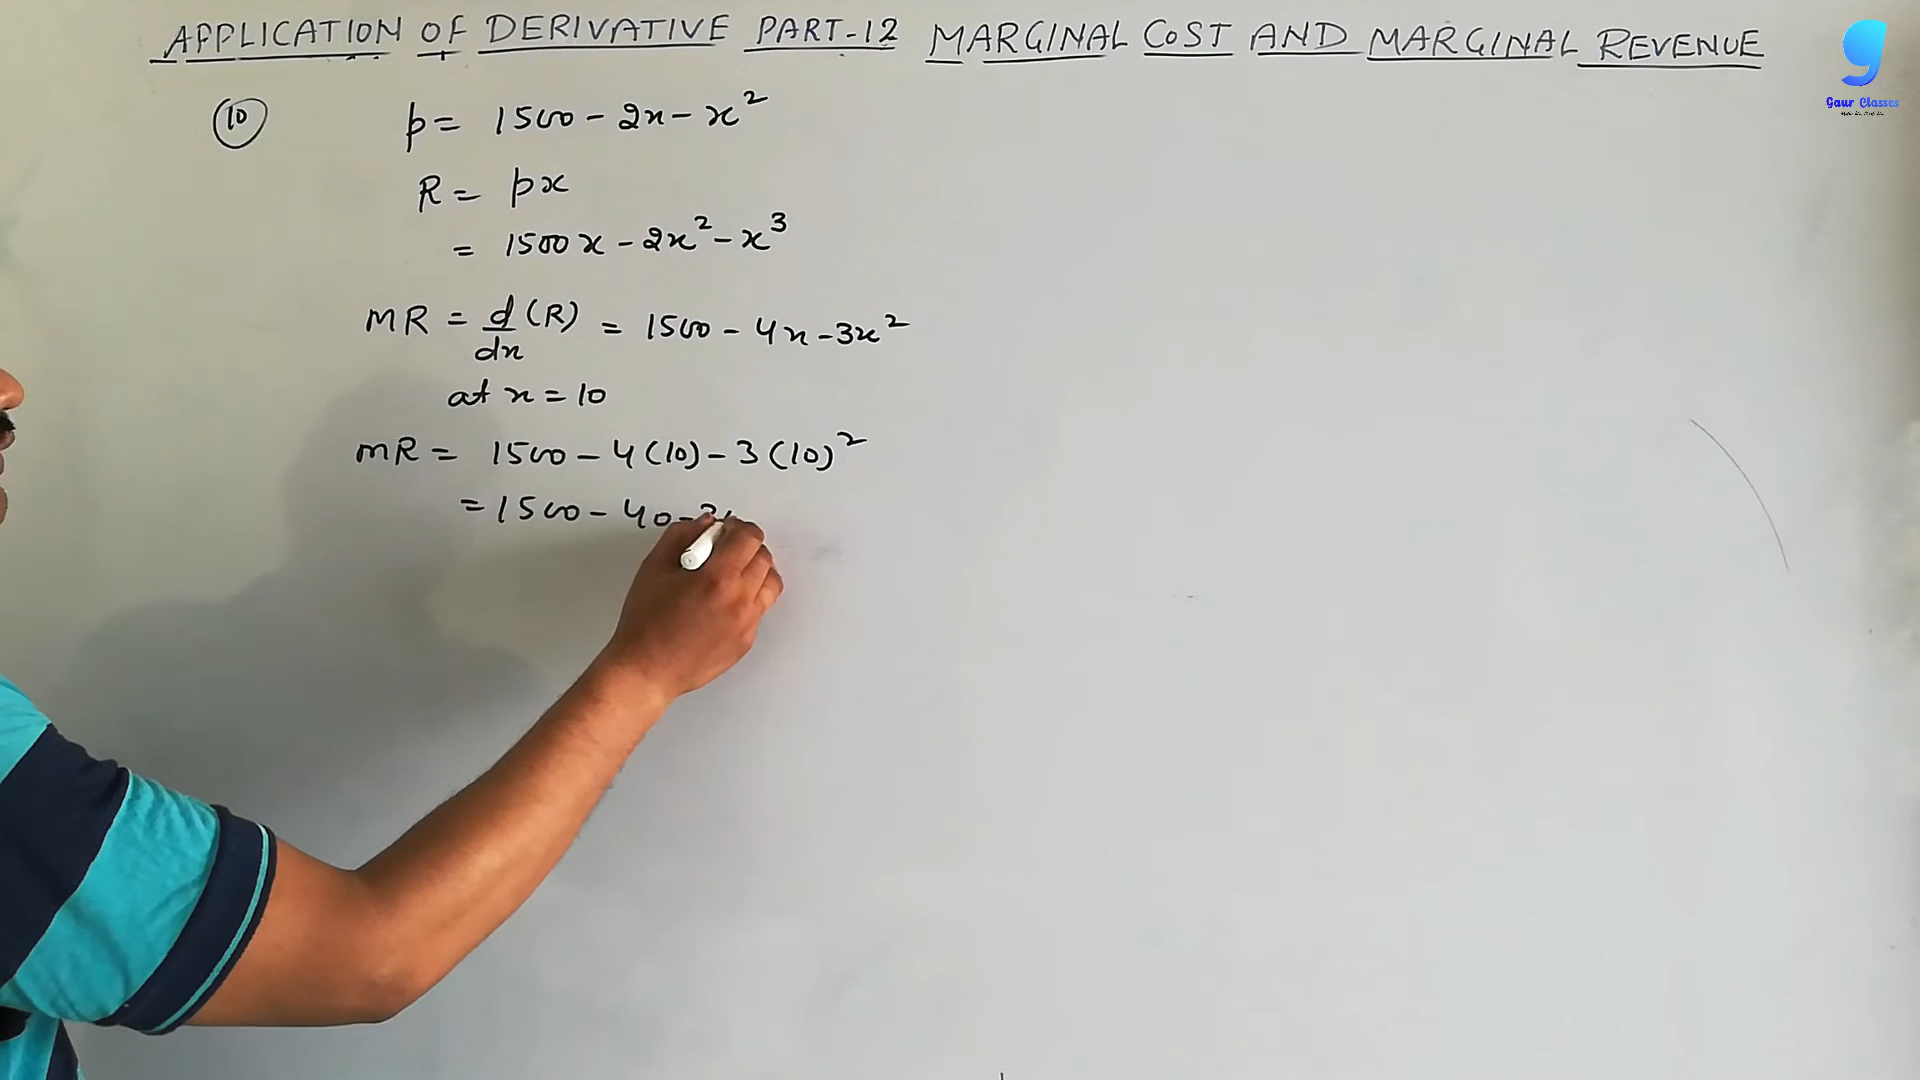 APPLICATION OF DERIVATIVE PART-12 MARGINAL COST AND MARGINAL REVENUE
g
Gaur Classes
10 p = 1500 - 2x - x²
R = px
= 1500x - 2x² - x³
MR = d/dx (R) = 1500 - 4x - 3x²
at x = 10
MR = 1500 - 4(10) - 3(10)²
= 1500 - 40 -